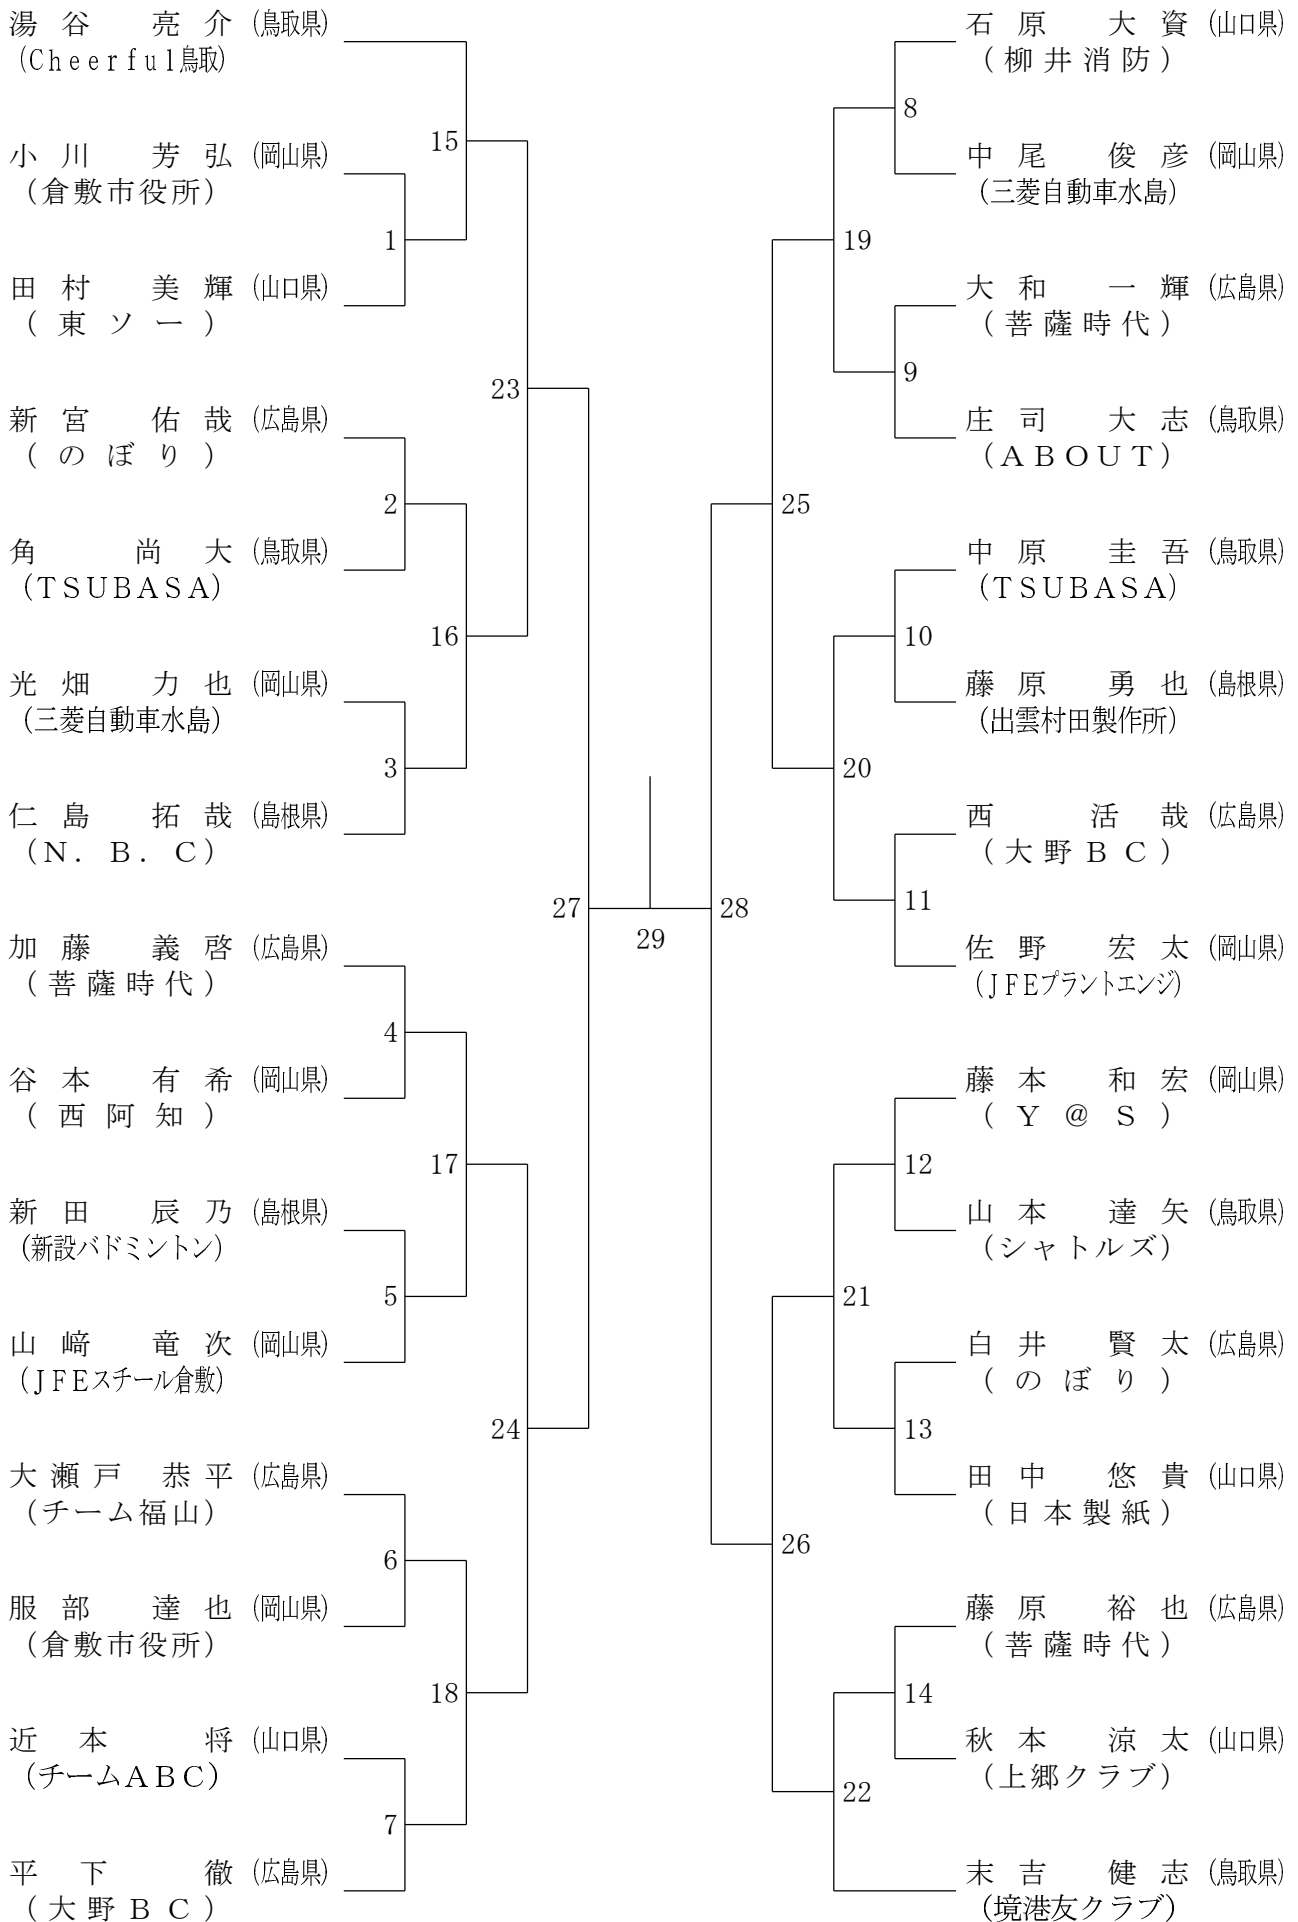 湯谷 亮介 (鳥取県)
(Cheerful鳥取)
15
小川 芳弘 (岡山県)
(倉敷市役所)
1
田村 美輝 (山口県)
(東ソー)
23
新宮 佑哉 (広島県)
(のぼり)
2
角 尚大 (鳥取県)
(TSUBASA)
16
光畑 力也 (岡山県)
(三菱自動車水島)
3
仁島 拓哉 (島根県)
(N．B．C)
27
加藤 義啓 (広島県)
(菩薩時代)
4
谷本 有希 (岡山県)
(西阿知)
17
新田 辰乃 (島根県)
(新設バドミントン)
5
山﨑 竜次 (岡山県)
(JFEスチール倉敷)
24
大瀬戸 恭平 (広島県)
(チーム福山)
6
服部 達也 (岡山県)
(倉敷市役所)
18
近本 将 (山口県)
(チームABC)
7
平下 徹 (広島県)
(大野BC)
29
石原 大資 (山口県)
(柳井消防)
8
中尾 俊彦 (岡山県)
(三菱自動車水島)
19
大和 一輝 (広島県)
(菩薩時代)
9
庄司 大志 (鳥取県)
(ABOUT)
25
中原 圭吾 (鳥取県)
(TSUBASA)
10
藤原 勇也 (島根県)
(出雲村田製作所)
20
西 活哉 (広島県)
(大野BC)
11
28
佐野 宏太 (岡山県)
(JFEプラントエンジ)
藤本 和宏 (岡山県)
(Y@S)
12
山本 達矢 (鳥取県)
(シャトルズ)
21
白井 賢太 (広島県)
(のぼり)
13
田中 悠貴 (山口県)
(日本製紙)
26
藤原 裕也 (広島県)
(菩薩時代)
14
秋本 涼太 (山口県)
(上郷クラブ)
22
末吉 健志 (鳥取県)
(境港友クラブ)